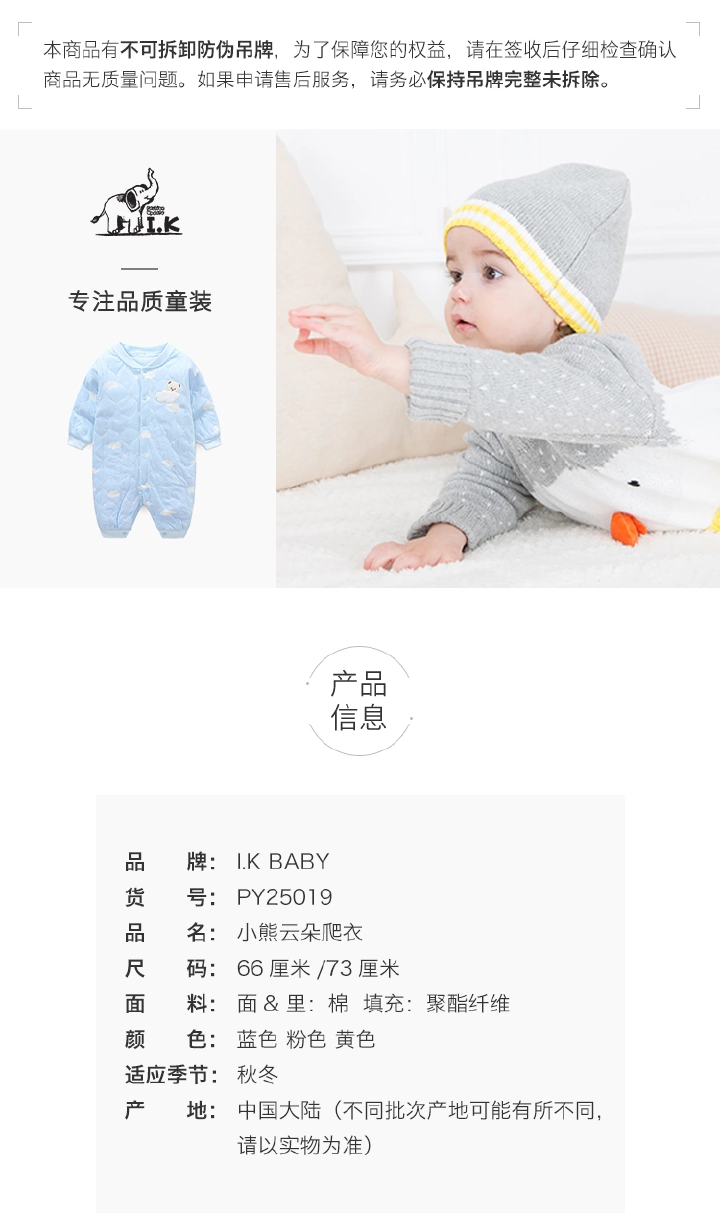 本商品有不可拆卸防伪吊牌，为了保障您的权益，请在签收后仔细检查确认
商品无质量问题。如果申请售后服务，请务必保持吊牌完整未拆除。
I.K
专注品质童装
产品
信息
品 牌： I.K BABY
货 号： PY25019
品 名： 小熊云朵爬衣
尺 码： 66 厘米 /73 厘米
面 料： 面 & 里：棉 填充：聚酯纤维
颜 色： 蓝色 粉色 黄色
适应季节： 秋冬
产 地： 中国大陆（不同批次产地可能有所不同，
请以实物为准）